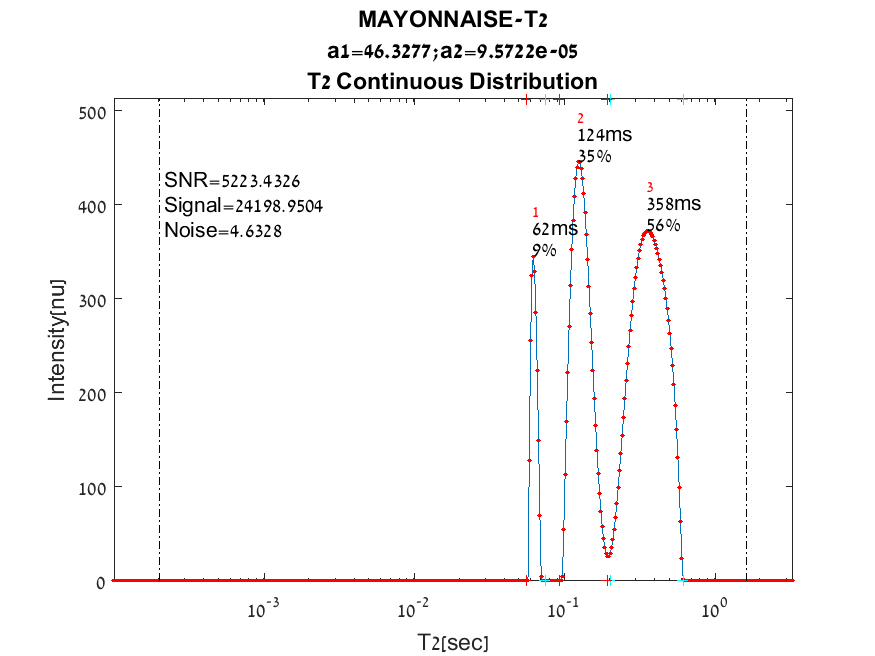 MAYONNAISE-T2
a1=46.3277;a2=9.5722e-05
T2 Continuous Distribution
500
400
300
200
100
0
Intensity[nu]
SNR=5223.4326
Signal=24198.9504
Noise=4.6328
1
62ms
9%
2
124ms
35%
3
358ms
56%
10^-3
10^-2
10^-1
10^0
T2[sec]